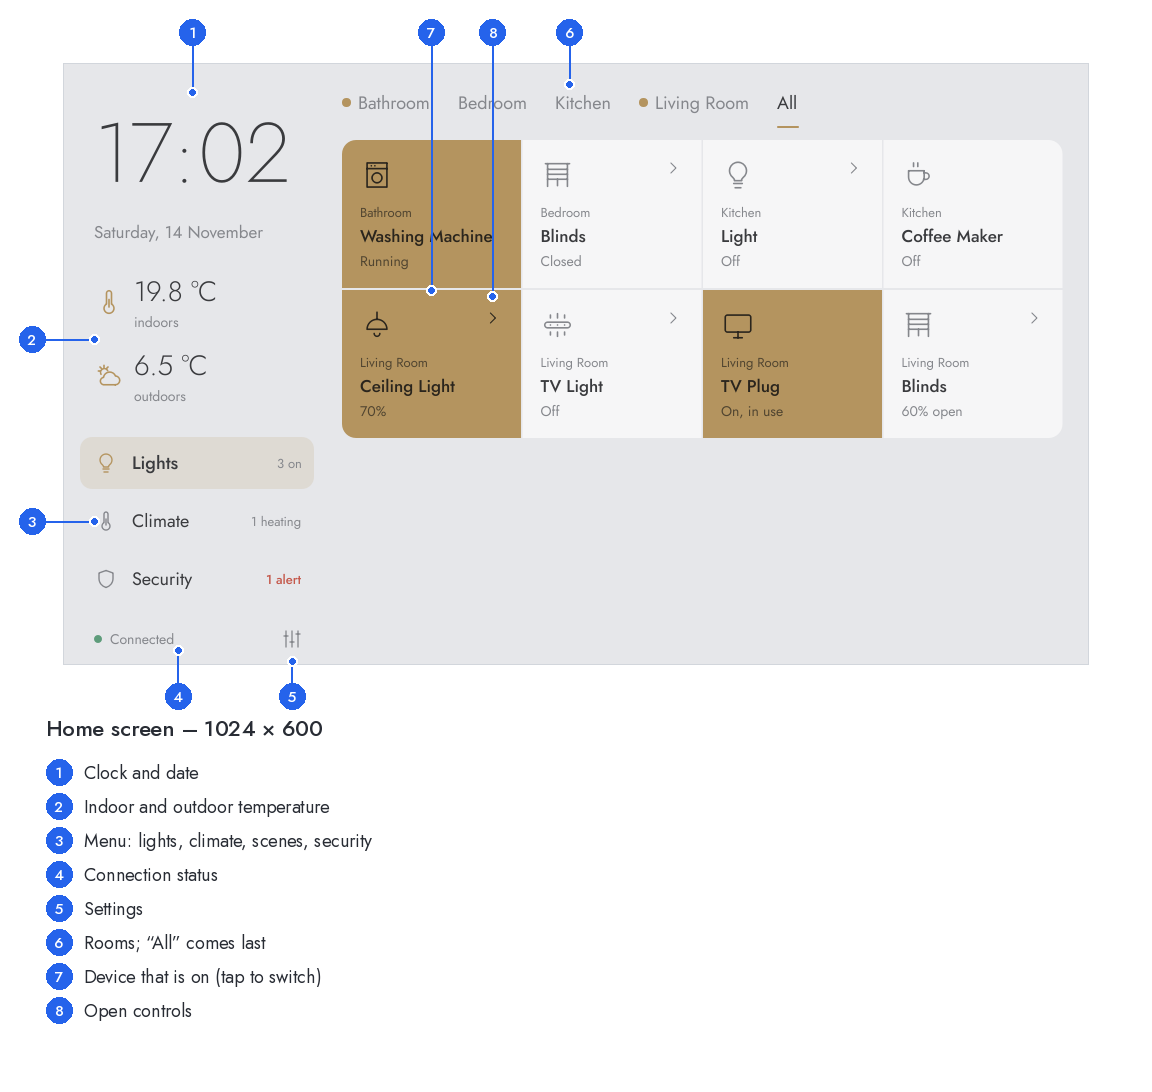 1 7 8 6
Bathroom Bedroom Kitchen Living Room All
17:02
Saturday, 14 November
19.8 °C
indoors
2
6.5 °C
outdoors
Lights 3 on
3
Climate 1 heating
Security 1 alert
Connected
4 5
Bathroom
Washing Machine
Running
Bedroom
Blinds
Closed
Kitchen
Light
Off
Kitchen
Coffee Maker
Off
Living Room
Ceiling Light
70%
Living Room
TV Light
Off
Living Room
TV Plug
On, in use
Living Room
Blinds
60% open
Home screen – 1024 × 600
1 Clock and date
2 Indoor and outdoor temperature
3 Menu: lights, climate, scenes, security
4 Connection status
5 Settings
6 Rooms; “All” comes last
7 Device that is on (tap to switch)
8 Open controls